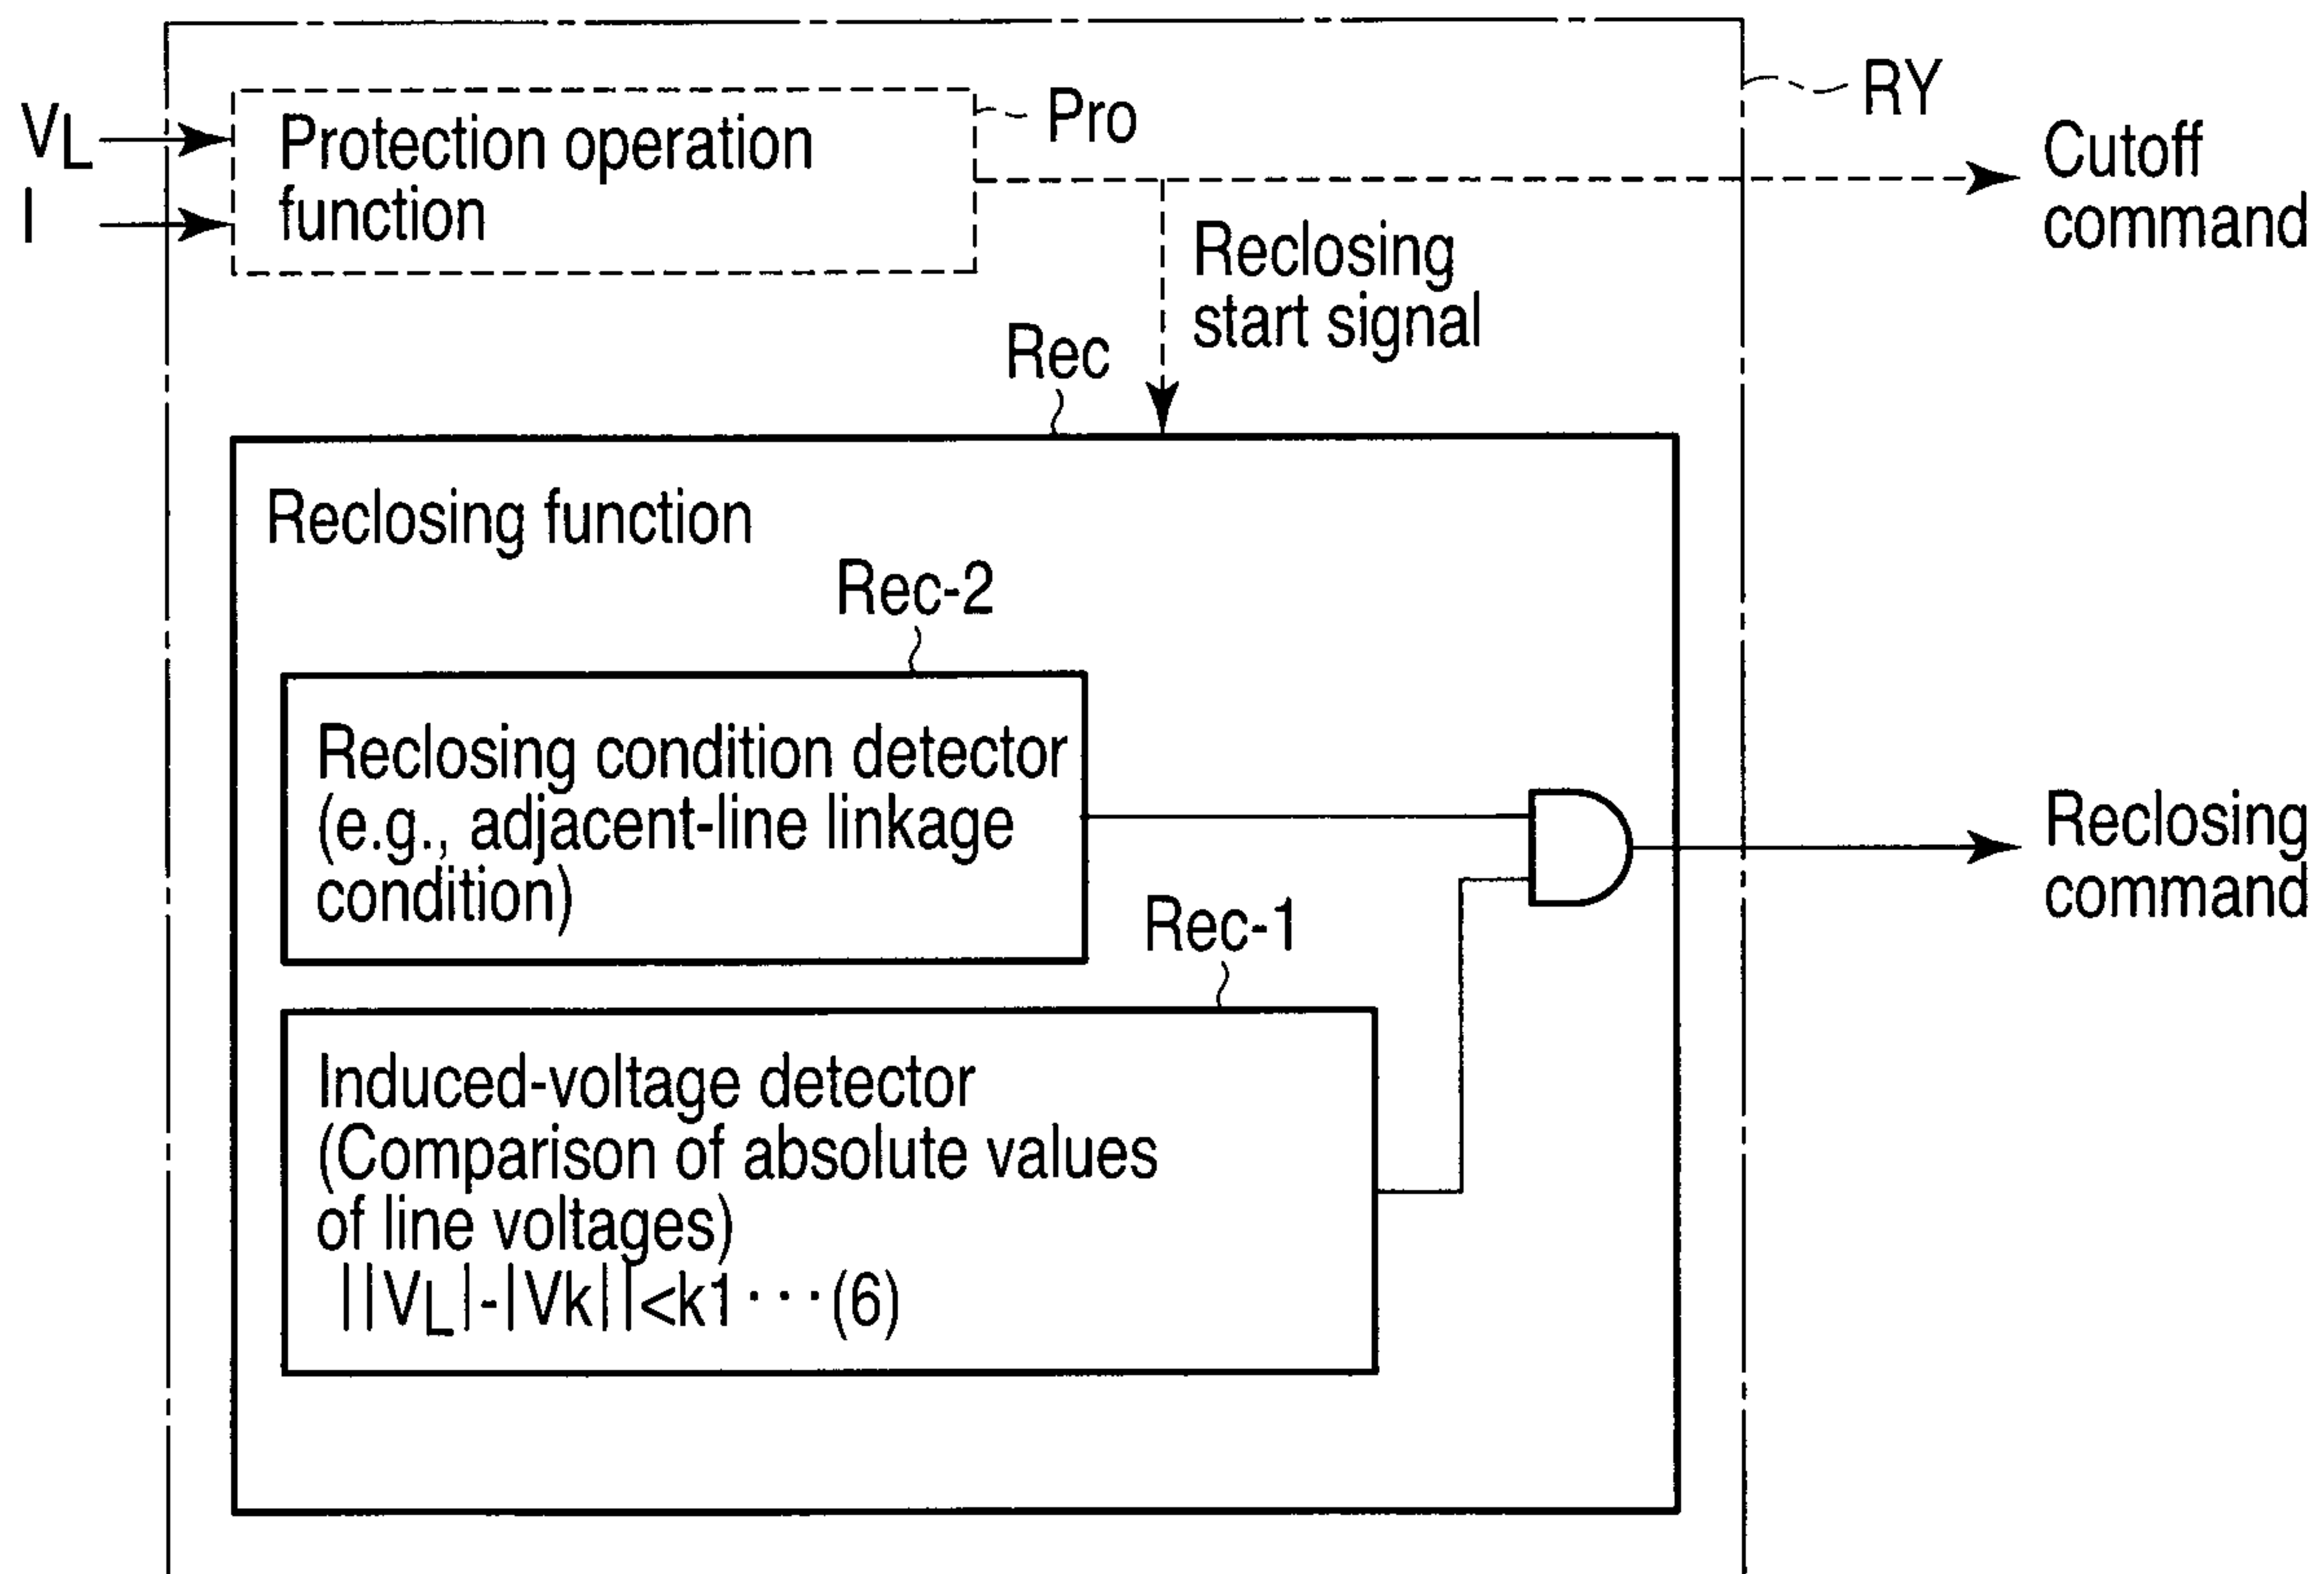 RY
VL
I
Protection operation
function
Pro
Cutoff
command
Reclosing
start signal
Rec
Reclosing function
Rec-2
Reclosing condition detector
(e.g., adjacent-line linkage
condition)
Reclosing
command
Rec-1
Induced-voltage detector
(Comparison of absolute values
of line voltages)
||VL|-|Vk||<k1···(6)